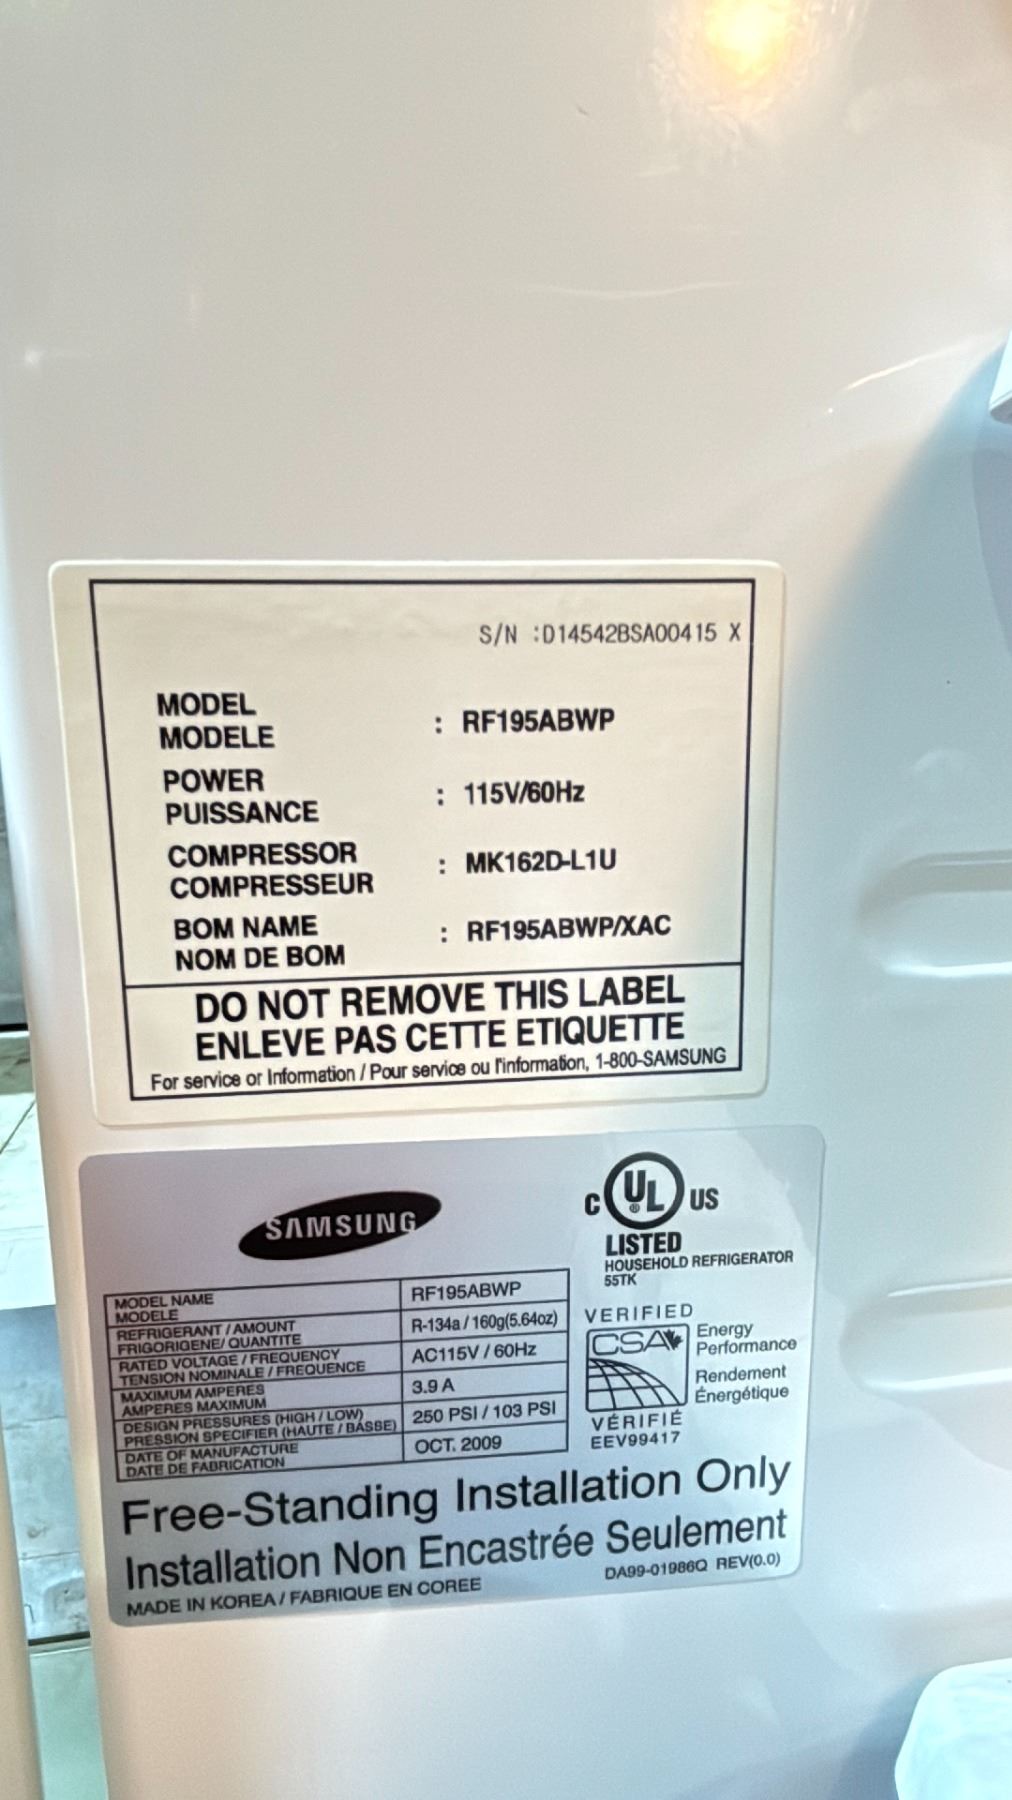 S/N :D14542BSA00415 X
MODEL
MODELE : RF195ABWP
POWER
PUISSANCE : 115V/60Hz
COMPRESSOR
COMPRESSEUR : MK162D-L1U
BOM NAME
NOM DE BOM : RF195ABWP/XAC
DO NOT REMOVE THIS LABEL
ENLEVE PAS CETTE ETIQUETTE
For service or Information / Pour service ou l'information, 1-800-SAMSUNG
SAMSUNG
C UL ® US
LISTED
HOUSEHOLD REFRIGERATOR
55TK
MODEL NAME
MODELE RF195ABWP
REFRIGERANT / AMOUNT
FRIGORIGENE/ QUANTITE R-134a / 160g(5.64oz)
RATED VOLTAGE / FREQUENCY
TENSION NOMINALE / FREQUENCE AC115V / 60Hz
MAXIMUM AMPERES
AMPERES MAXIMUM 3.9 A
DESIGN PRESSURES (HIGH / LOW)
PRESSION SPECIFIER (HAUTE / BASBE) 250 PSI / 103 PSI
DATE OF MANUFACTURE
DATE DE FABRICATION OCT. 2009
VERIFIED
CSA
Energy
Performance
Rendement
Énergétique
VÉRIFIÉ
EEV99417
Free-Standing Installation Only
Installation Non Encastrée Seulement
MADE IN KOREA / FABRIQUE EN COREE
DA99-01986Q REV(0.0)